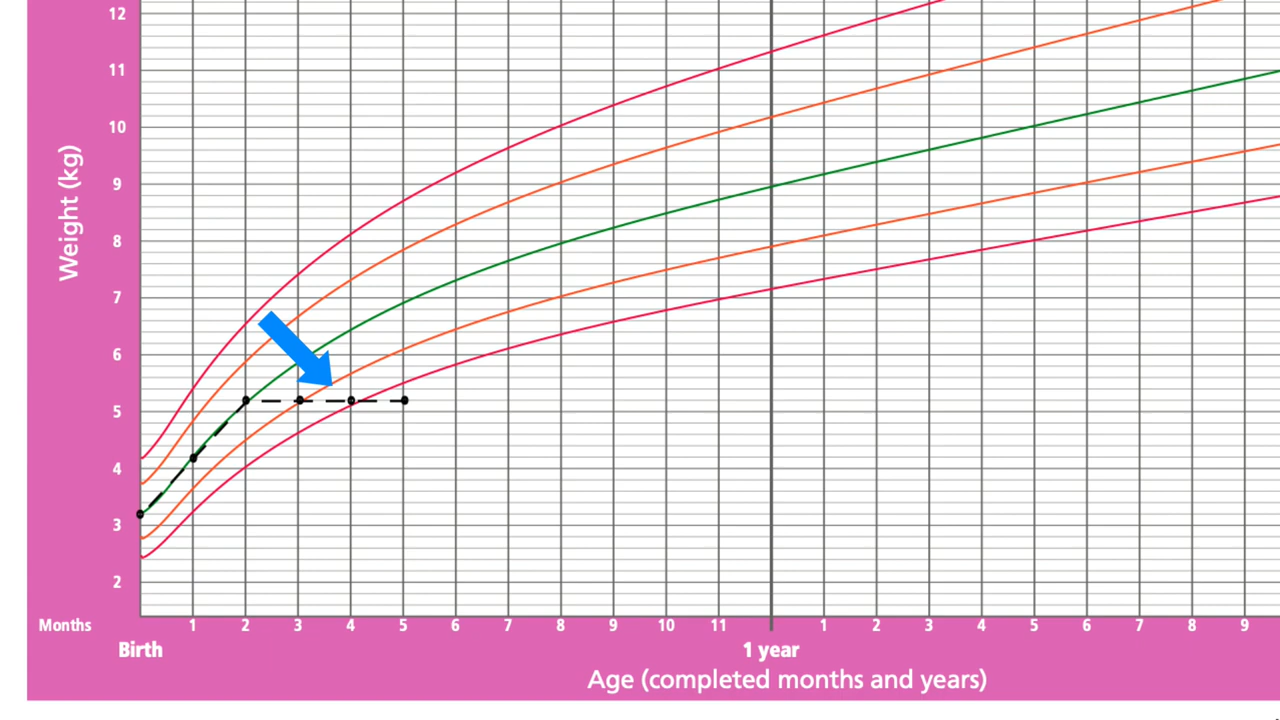 12
11
10
9
8
7
6
5
4
3
2
Weight (kg)
Months 1 2 3 4 5 6 7 8 9 10 11 1 2 3 4 5 6 7 8 9
Birth 1 year
Age (completed months and years)